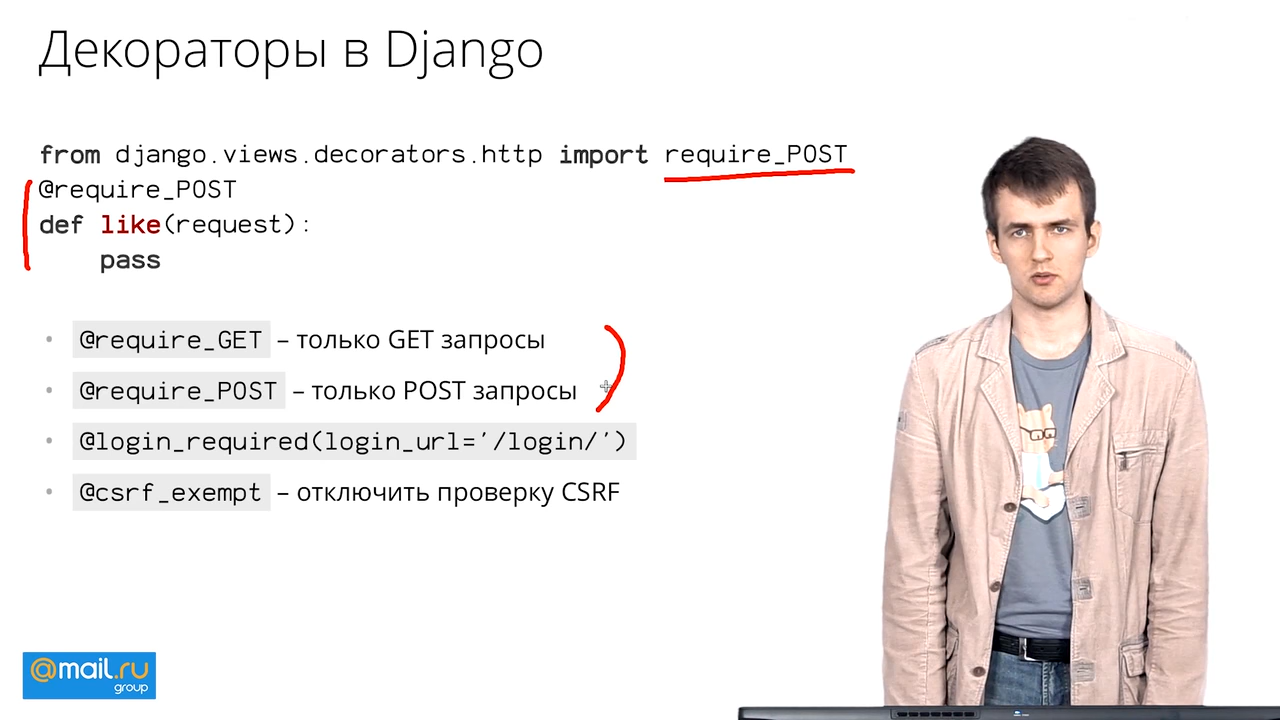 Декораторы в Django
from django.views.decorators.http import require_POST
@require_POST
def like(request):
pass
@require_GET – только GET запросы
@require_POST – только POST запросы
@login_required(login_url='/login/')
@csrf_exempt – отключить проверку CSRF
@mail.ru
group